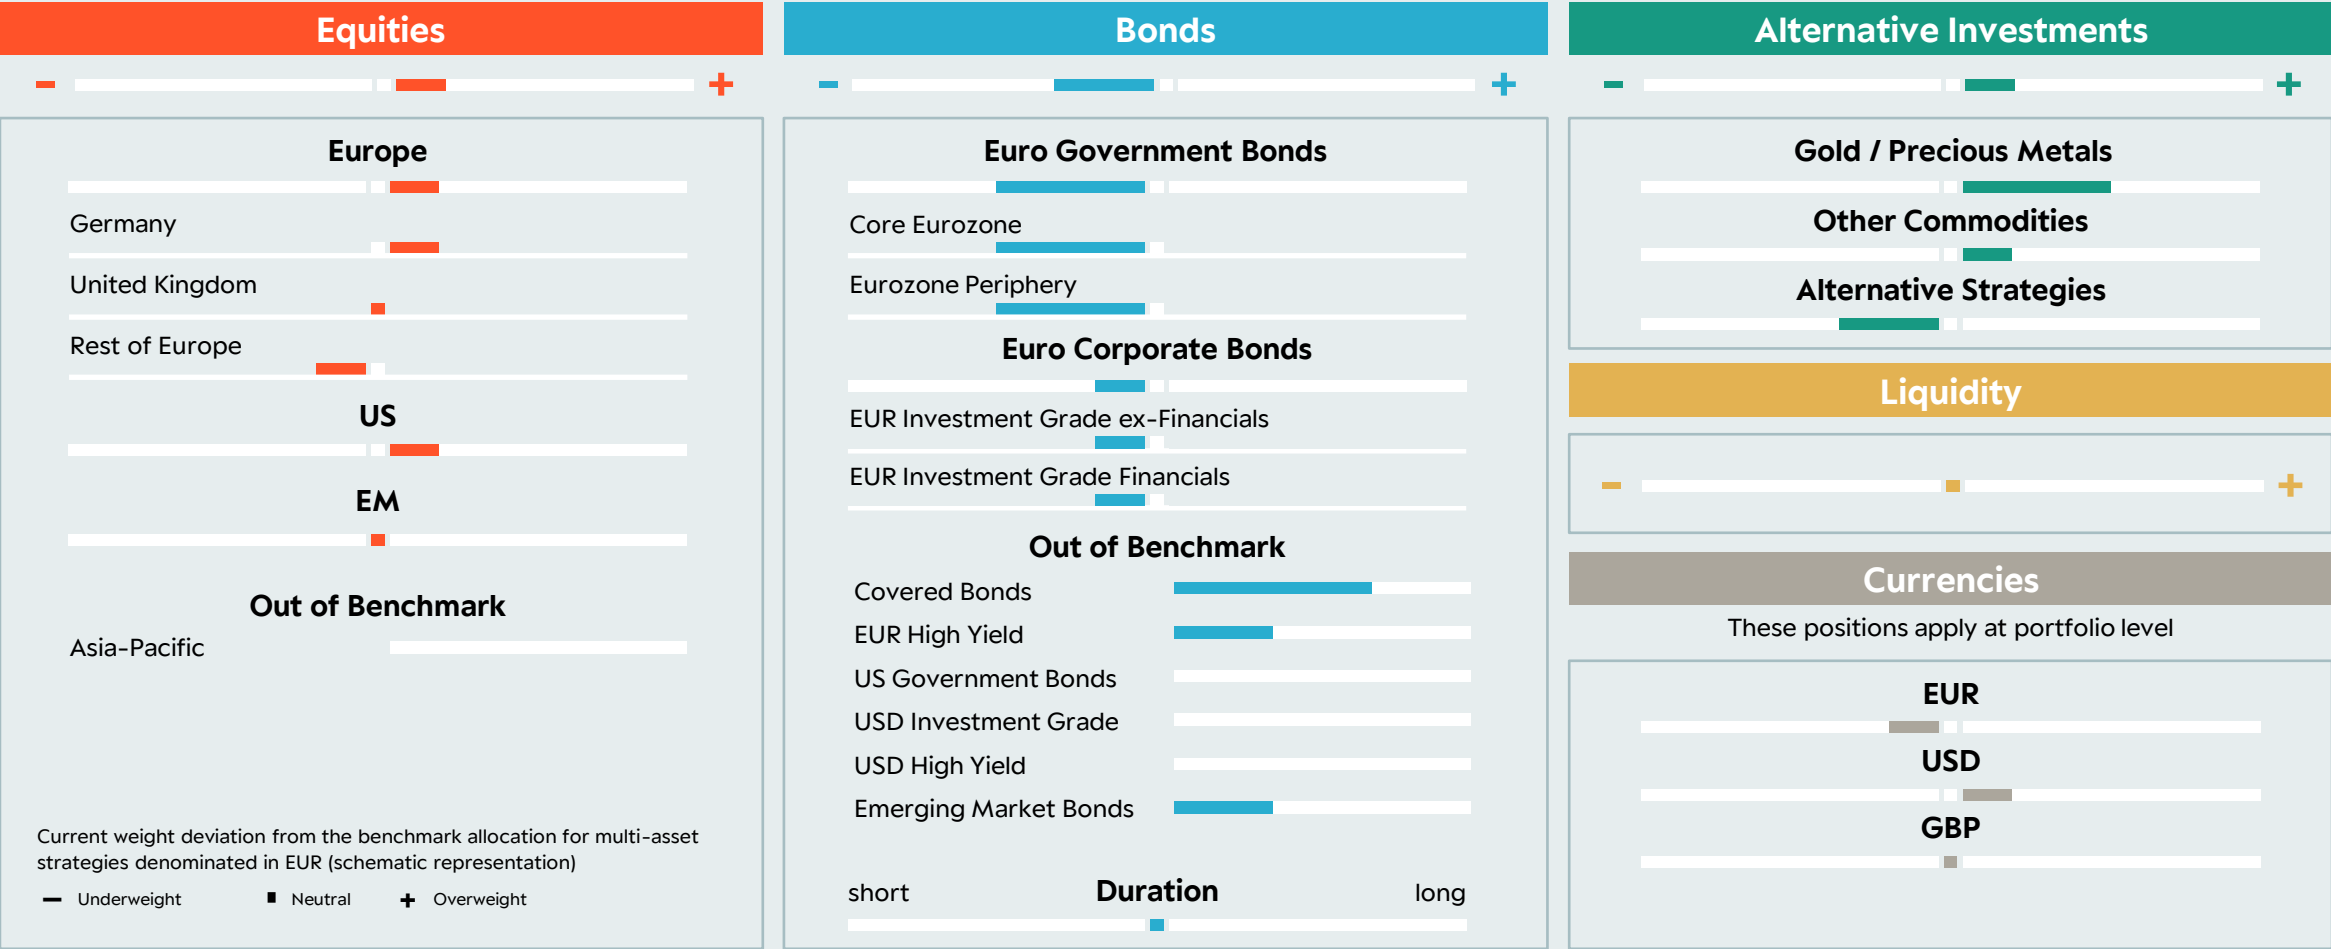 Equities
− +
Europe
Germany
United Kingdom
Rest of Europe
US
EM
Out of Benchmark
Asia-Pacific
Current weight deviation from the benchmark allocation for multi-asset
strategies denominated in EUR (schematic representation)
− Underweight ▪ Neutral + Overweight
Bonds
− +
Euro Government Bonds
Core Eurozone
Eurozone Periphery
Euro Corporate Bonds
EUR Investment Grade ex-Financials
EUR Investment Grade Financials
Out of Benchmark
Covered Bonds
EUR High Yield
US Government Bonds
USD Investment Grade
USD High Yield
Emerging Market Bonds
short Duration long
Alternative Investments
− +
Gold / Precious Metals
Other Commodities
Alternative Strategies
Liquidity
− +
Currencies
These positions apply at portfolio level
EUR
USD
GBP